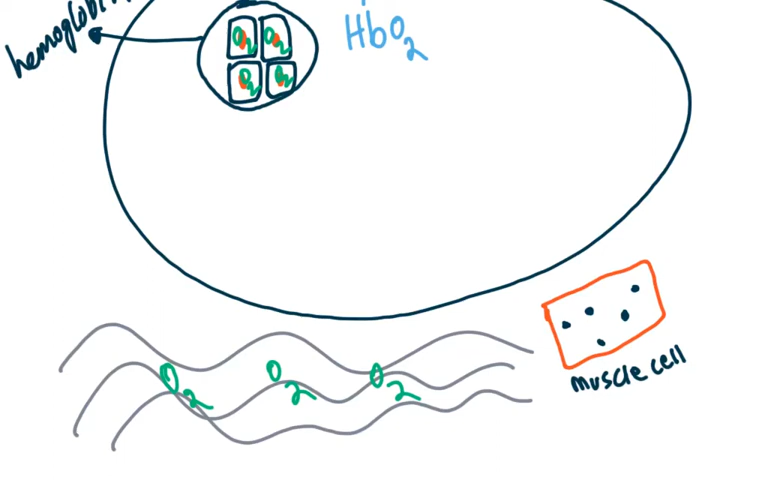 HbO2
O2 O2
O2 O2
O2 O2 O2
muscle cell